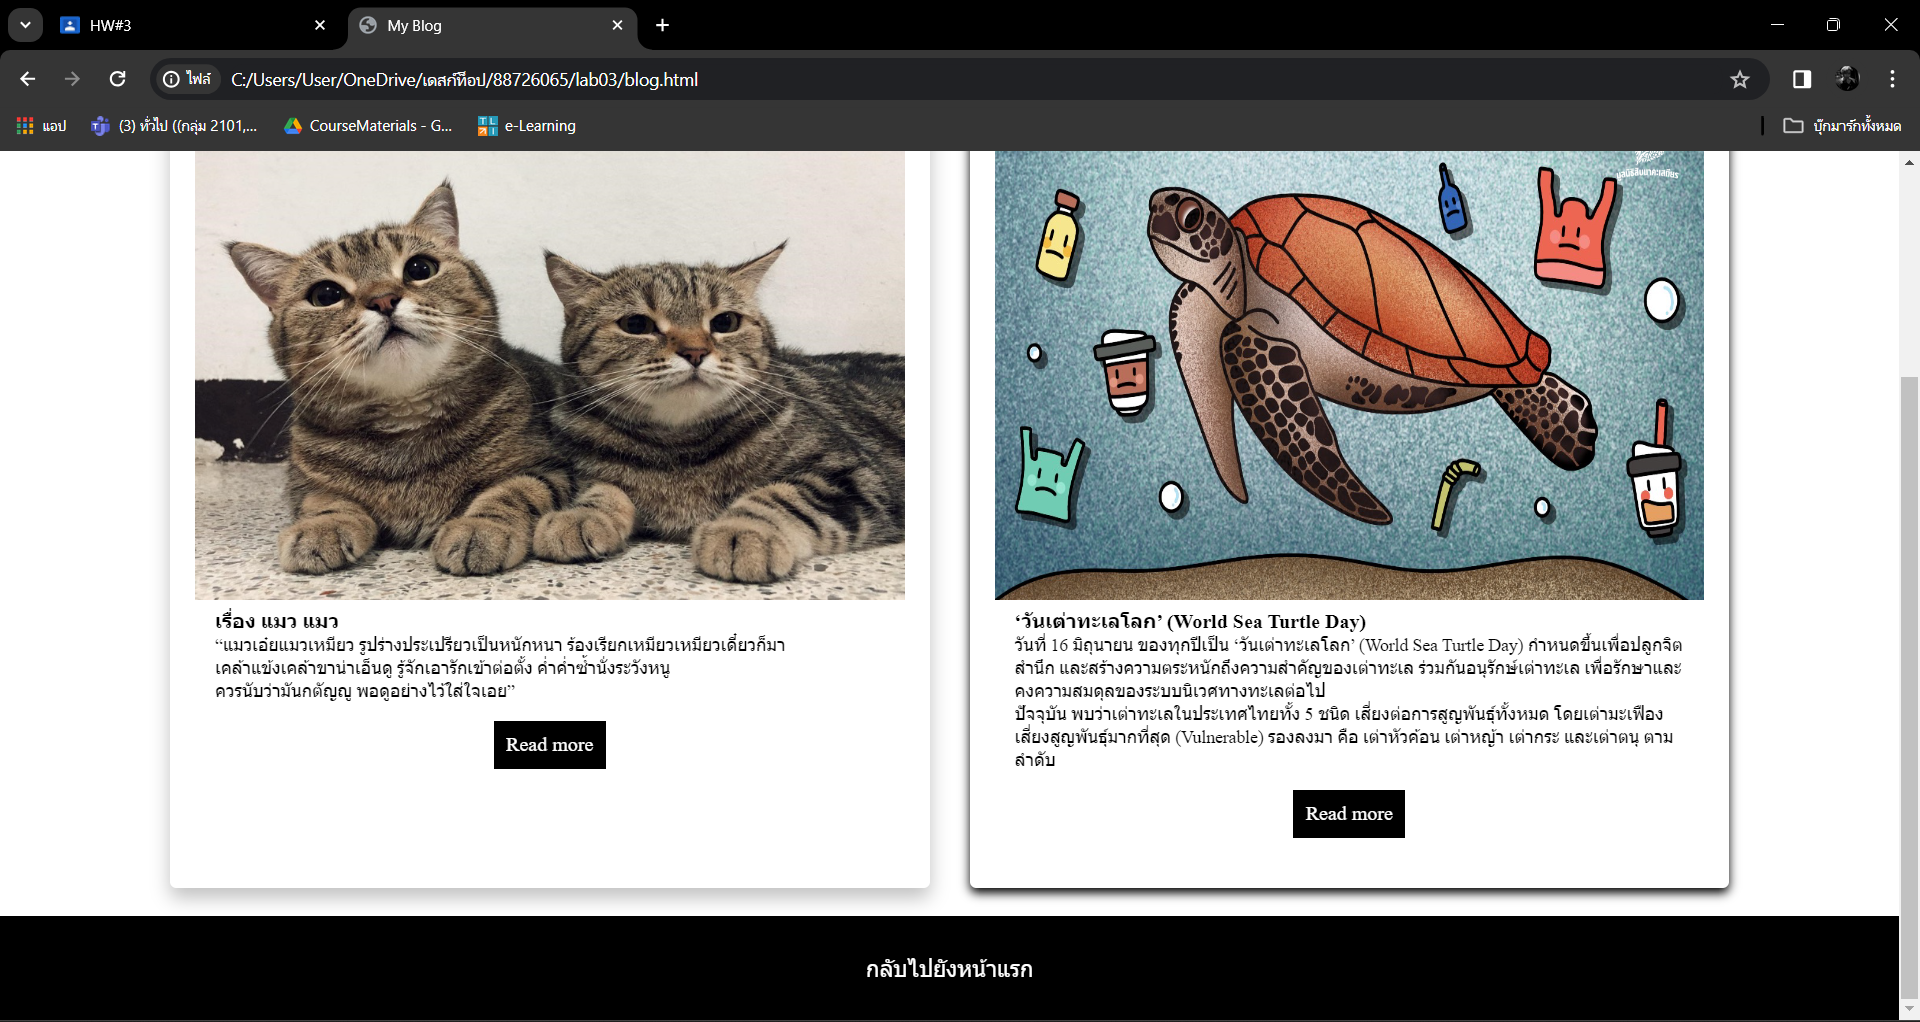 HW#3
My Blog
ไฟล์
C:/Users/User/OneDrive/เดสก์ท็อป/88726065/lab03/blog.html
แอป
(3) ทั่วไป ((กลุ่ม 2101,...
CourseMaterials - G...
e-Learning
บุ๊กมาร์กทั้งหมด
มูลนิธิสืบนาคะเสถียร
เรื่อง แมว แมว
“แมวเอ๋ยแมวเหมียว รูปร่างประเปรียวเป็นหนักหนา ร้องเรียกเหมียวเหมียวเดี๋ยวก็มา
เคล้าแข้งเคล้าขาน่าเอ็นดู รู้จักเอารักเข้าต่อตั้ง ค่ำค่ำซ้ำนั่งระวังหนู
ควรนับว่ามันกตัญญู พอดูอย่างไว้ใส่ใจเอย”
Read more
‘วันเต่าทะเลโลก’ (World Sea Turtle Day)
วันที่ 16 มิถุนายน ของทุกปีเป็น ‘วันเต่าทะเลโลก’ (World Sea Turtle Day) กำหนดขึ้นเพื่อปลูกจิต
สำนึก และสร้างความตระหนักถึงความสำคัญของเต่าทะเล ร่วมกันอนุรักษ์เต่าทะเล เพื่อรักษาและ
คงความสมดุลของระบบนิเวศทางทะเลต่อไป
ปัจจุบัน พบว่าเต่าทะเลในประเทศไทยทั้ง 5 ชนิด เสี่ยงต่อการสูญพันธุ์ทั้งหมด โดยเต่ามะเฟือง
เสี่ยงสูญพันธุ์มากที่สุด (Vulnerable) รองลงมา คือ เต่าหัวค้อน เต่าหญ้า เต่ากระ และเต่าตนุ ตาม
ลำดับ
Read more
กลับไปยังหน้าแรก